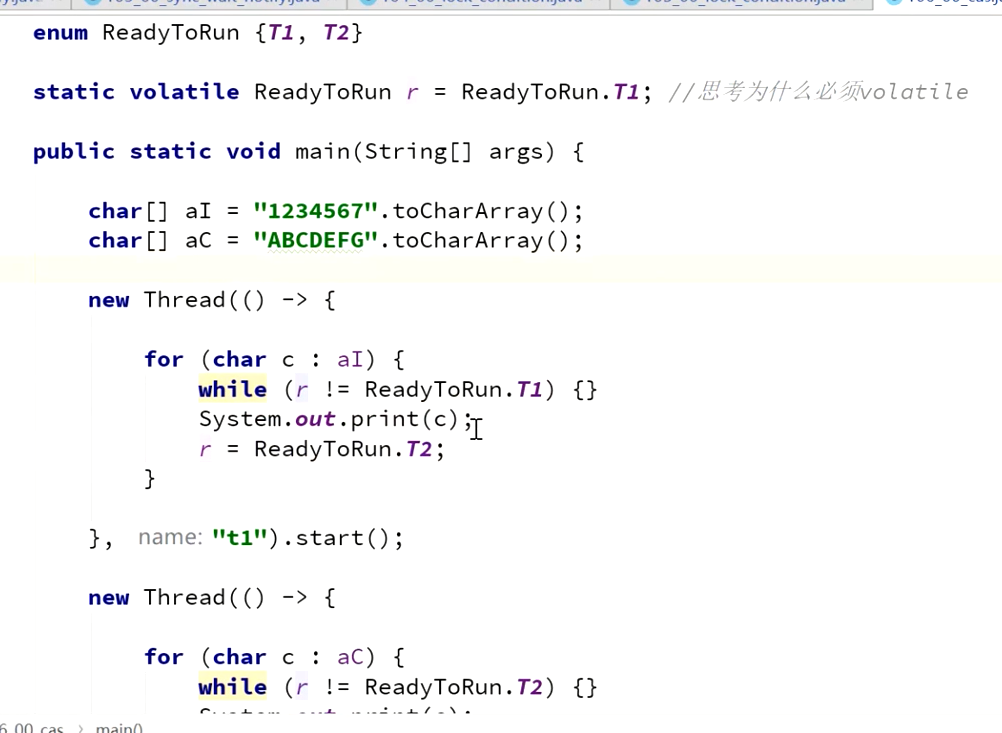 enum ReadyToRun {T1, T2}
static volatile ReadyToRun r = ReadyToRun.T1; //思考为什么必须volatile
public static void main(String[] args) {
char[] aI = "1234567".toCharArray();
char[] aC = "ABCDEFG".toCharArray();
new Thread(() -> {
for (char c : aI) {
while (r != ReadyToRun.T1) {}
System.out.print(c);
r = ReadyToRun.T2;
}
}, name: "t1").start();
new Thread(() -> {
for (char c : aC) {
while (r != ReadyToRun.T2) {}
6_00_cas > main()